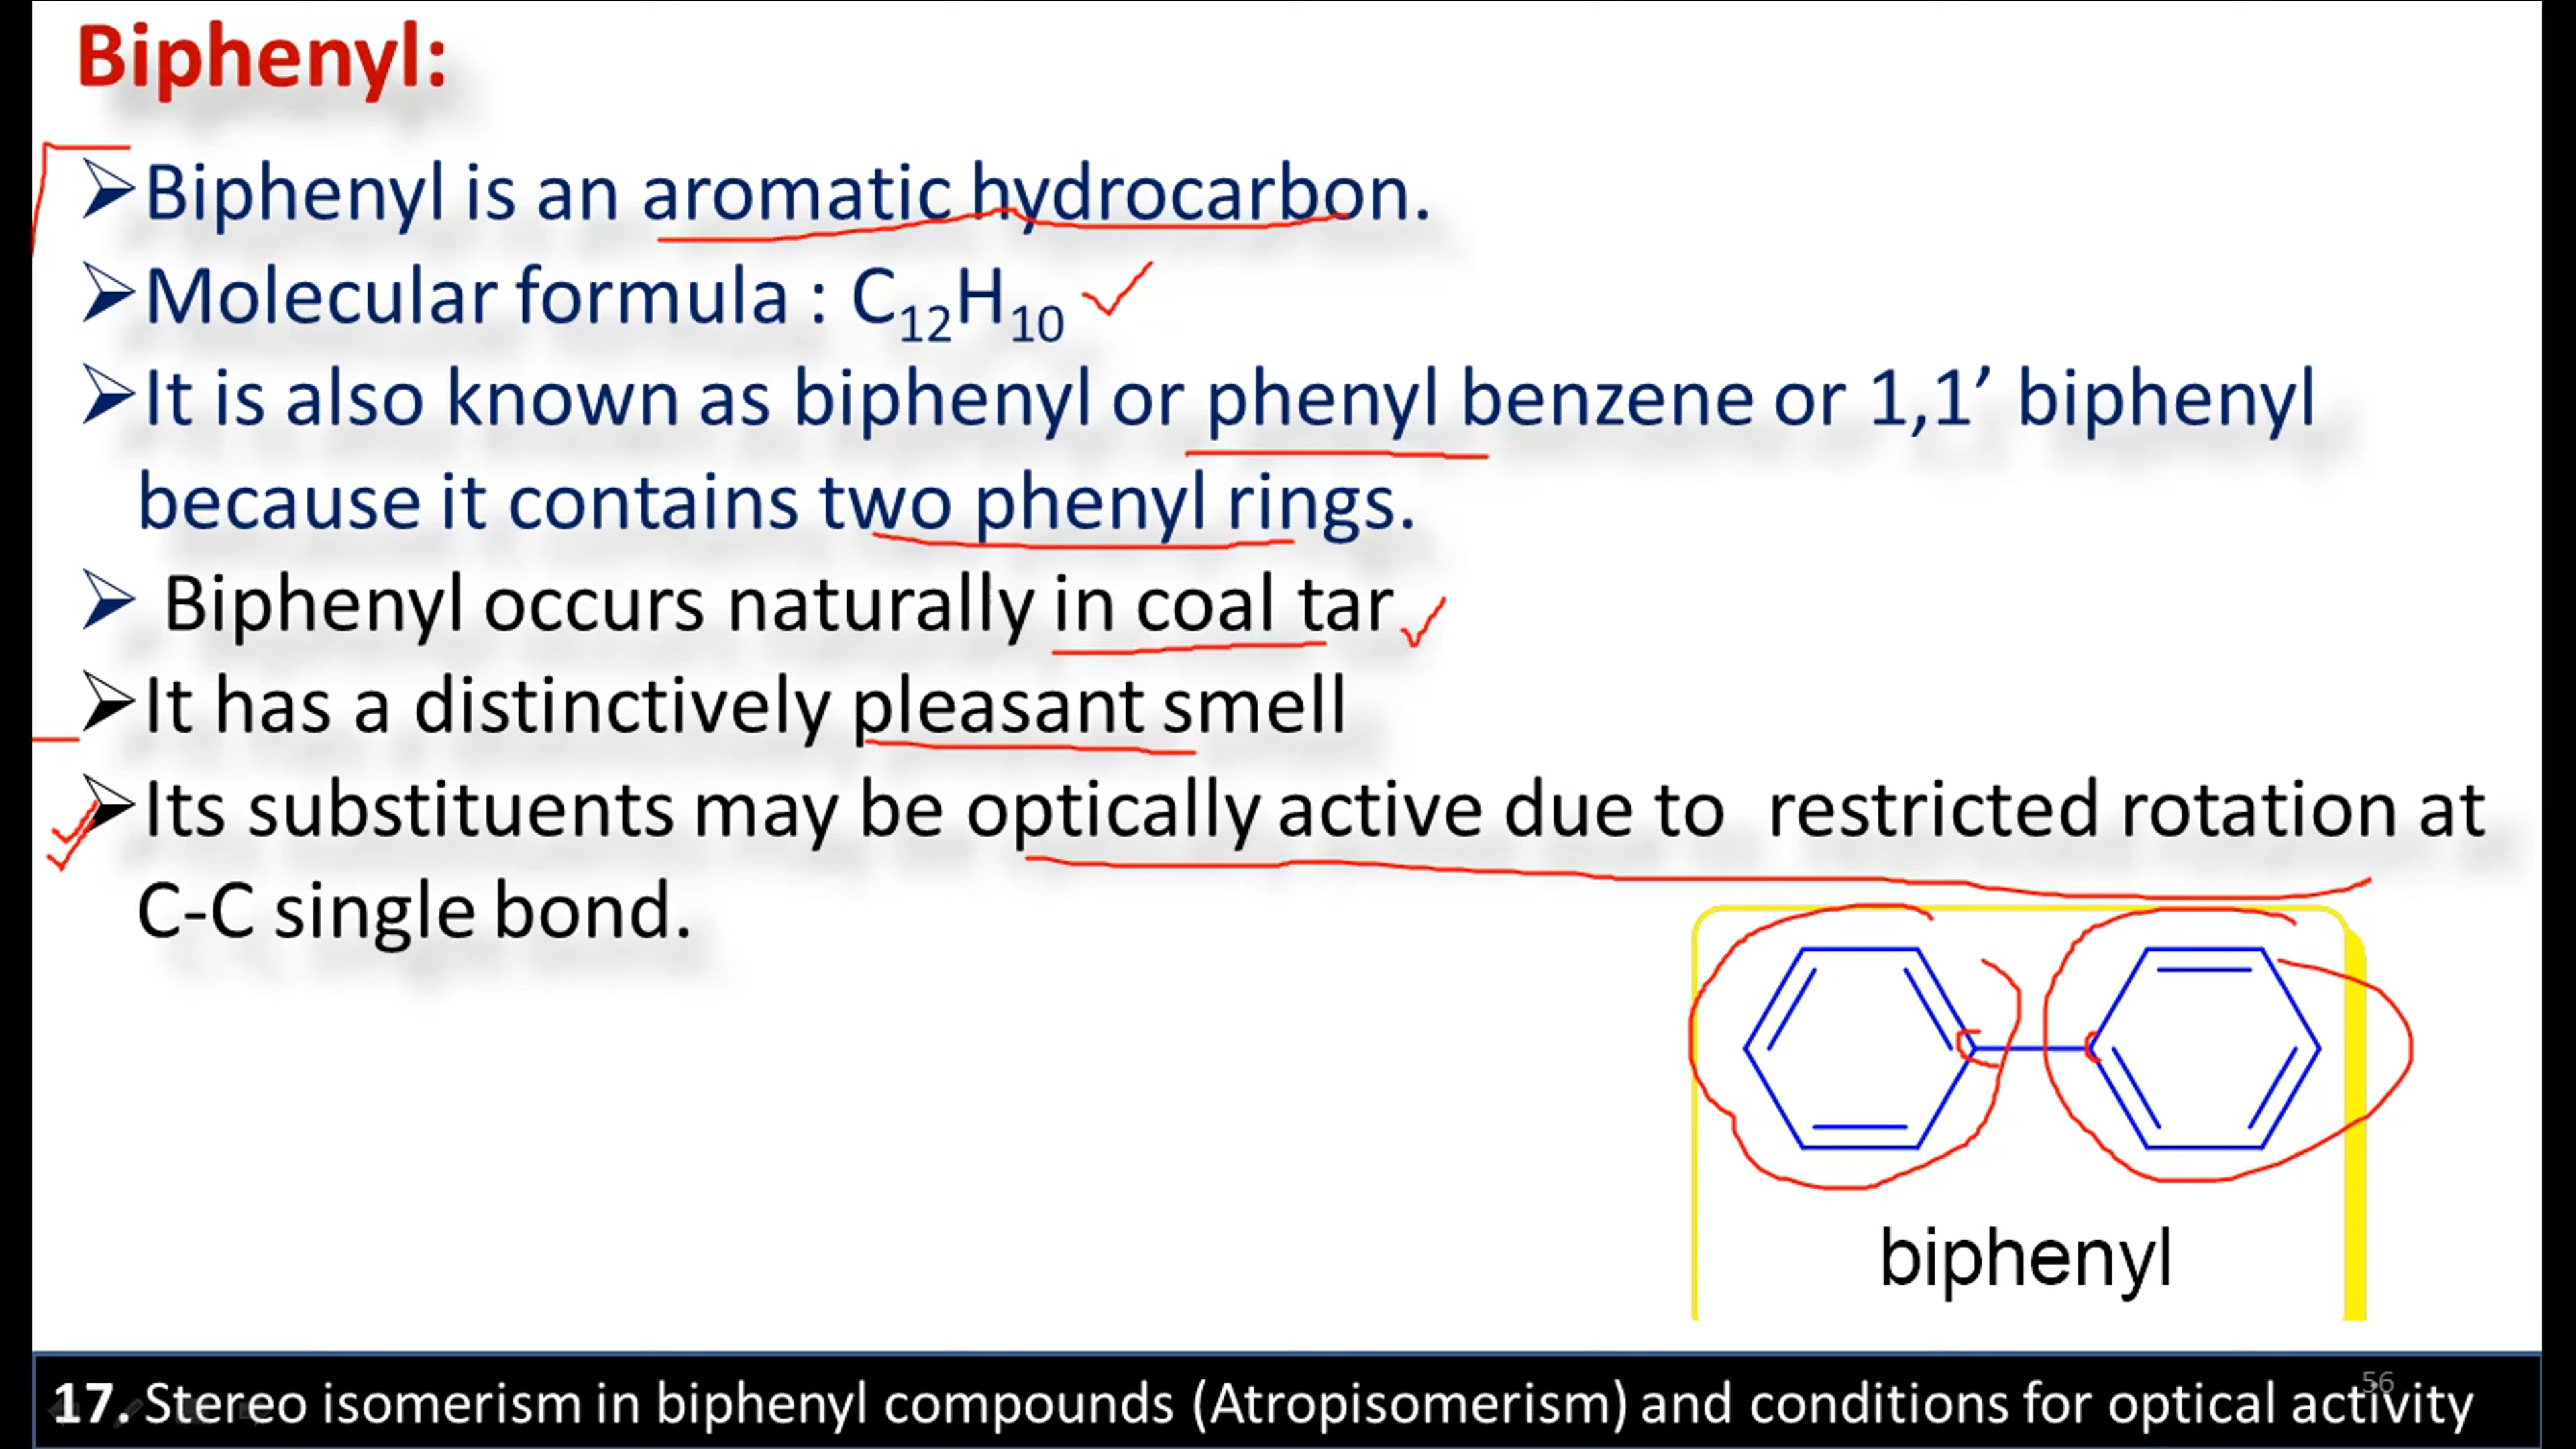 Biphenyl:
➢Biphenyl is an aromatic hydrocarbon.
➢Molecular formula : C₁₂H₁₀ ✓
➢It is also known as biphenyl or phenyl benzene or 1,1’ biphenyl
because it contains two phenyl rings.
➢ Biphenyl occurs naturally in coal tar ✓
➢It has a distinctively pleasant smell
➢Its substituents may be optically active due to restricted rotation at
C-C single bond.
biphenyl
56
17. Stereo isomerism in biphenyl compounds (Atropisomerism) and conditions for optical activity